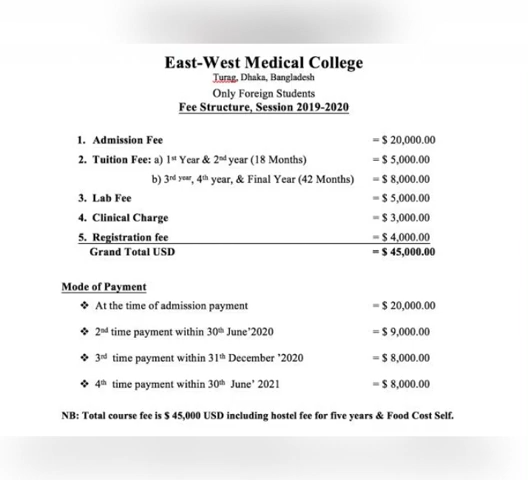 East-West Medical College
Turag, Dhaka, Bangladesh
Only Foreign Students
Fee Structure, Session 2019-2020
1. Admission Fee = $ 20,000.00
2. Tuition Fee: a) 1st Year & 2nd year (18 Months) = $ 5,000.00
b) 3rd year, 4th year, & Final Year (42 Months) = $ 8,000.00
3. Lab Fee = $ 5,000.00
4. Clinical Charge = $ 3,000.00
5. Registration fee = $ 4,000.00
Grand Total USD = $ 45,000.00
Mode of Payment
❖ At the time of admission payment = $ 20,000.00
❖ 2nd time payment within 30th June'2020 = $ 9,000.00
❖ 3rd time payment within 31th December '2020 = $ 8,000.00
❖ 4th time payment within 30th June' 2021 = $ 8,000.00
NB: Total course fee is $ 45,000 USD including hostel fee for five years & Food Cost Self.